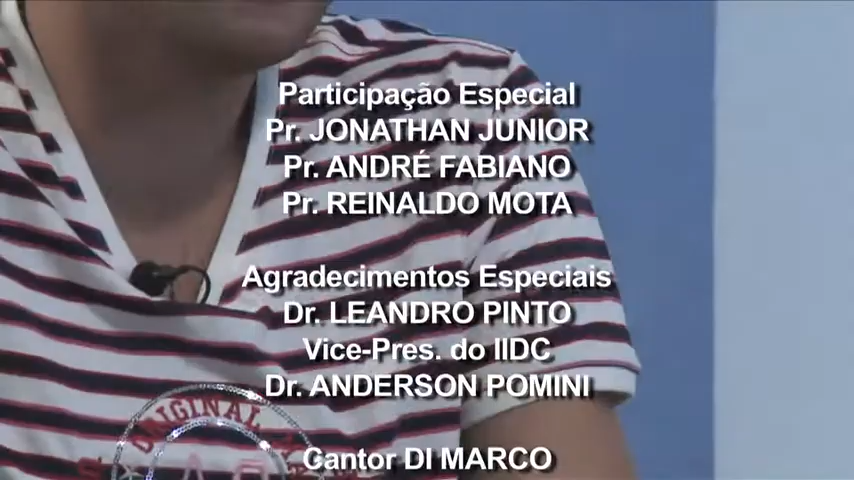 Participação Especial
Pr. JONATHAN JUNIOR
Pr. ANDRÉ FABIANO
Pr. REINALDO MOTA
Agradecimentos Especiais
Dr. LEANDRO PINTO
Vice-Pres. do IIDC
Dr. ANDERSON POMINI
Cantor DI MARCO
ORIGINAL